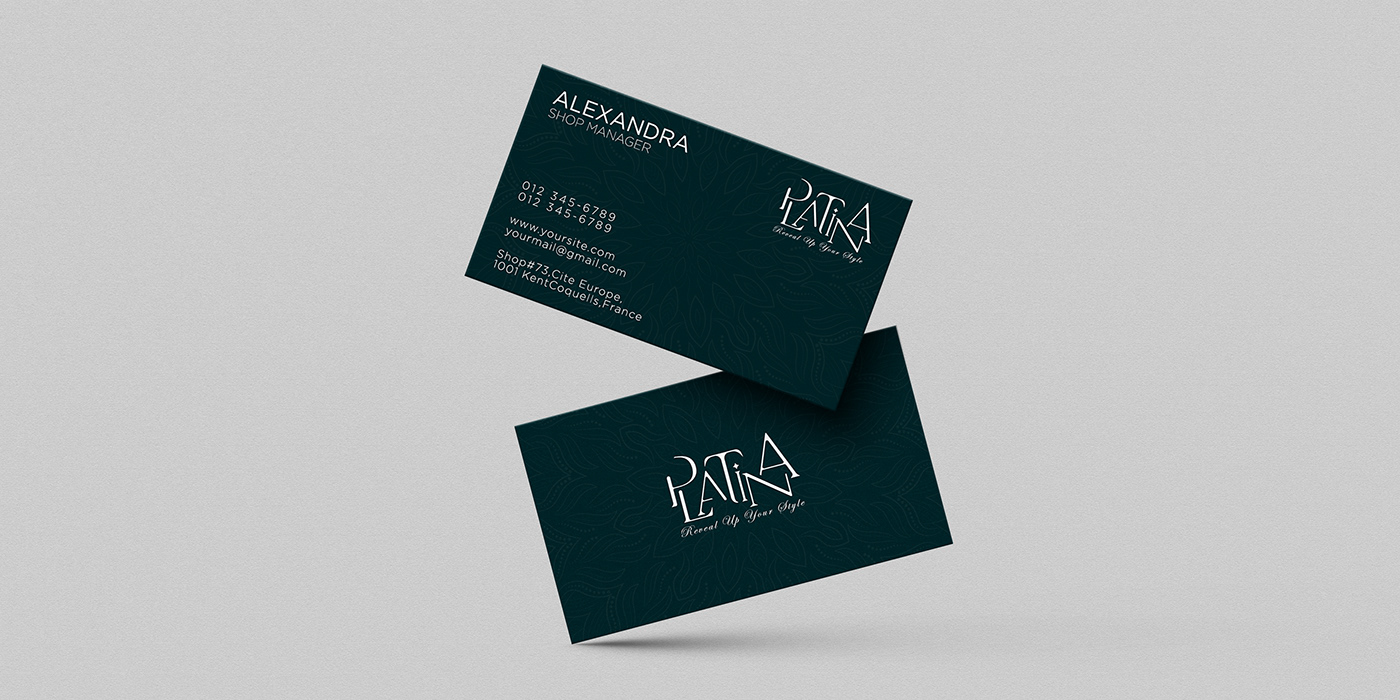 ALEXANDRA
SHOP MANAGER
012 345-6789
012 345-6789
www.yoursite.com
yourmail@gmail.com
Shop#73,Cite Europe,
1001 KentCoquells,France
PLATINA
Reveal Up Your Style
PLATINA
Reveal Up Your Style